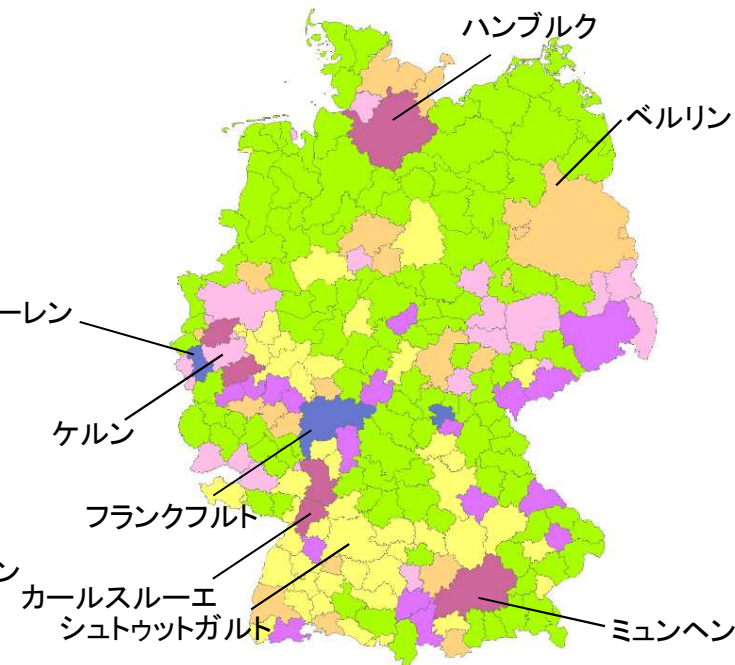 ハンブルク
ベルリン
ーレン
ケルン
フランクフルト
ン
カールスルーエ
シュトゥットガルト
ミュンヘン